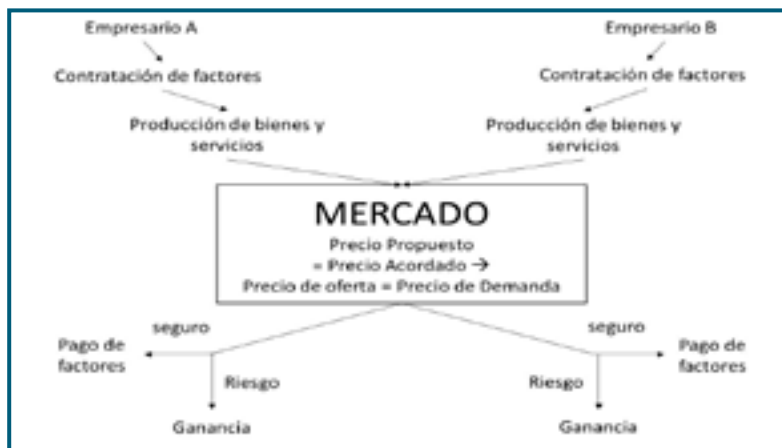 Empresario A
Empresario B
Contratación de factores
Contratación de factores
Producción de bienes y
servicios
Producción de bienes y
servicios
MERCADO
Precio Propuesto
= Precio Acordado →
Precio de oferta = Precio de Demanda
seguro
seguro
Pago de
factores
Pago de
factores
Riesgo
Riesgo
Ganancia
Ganancia